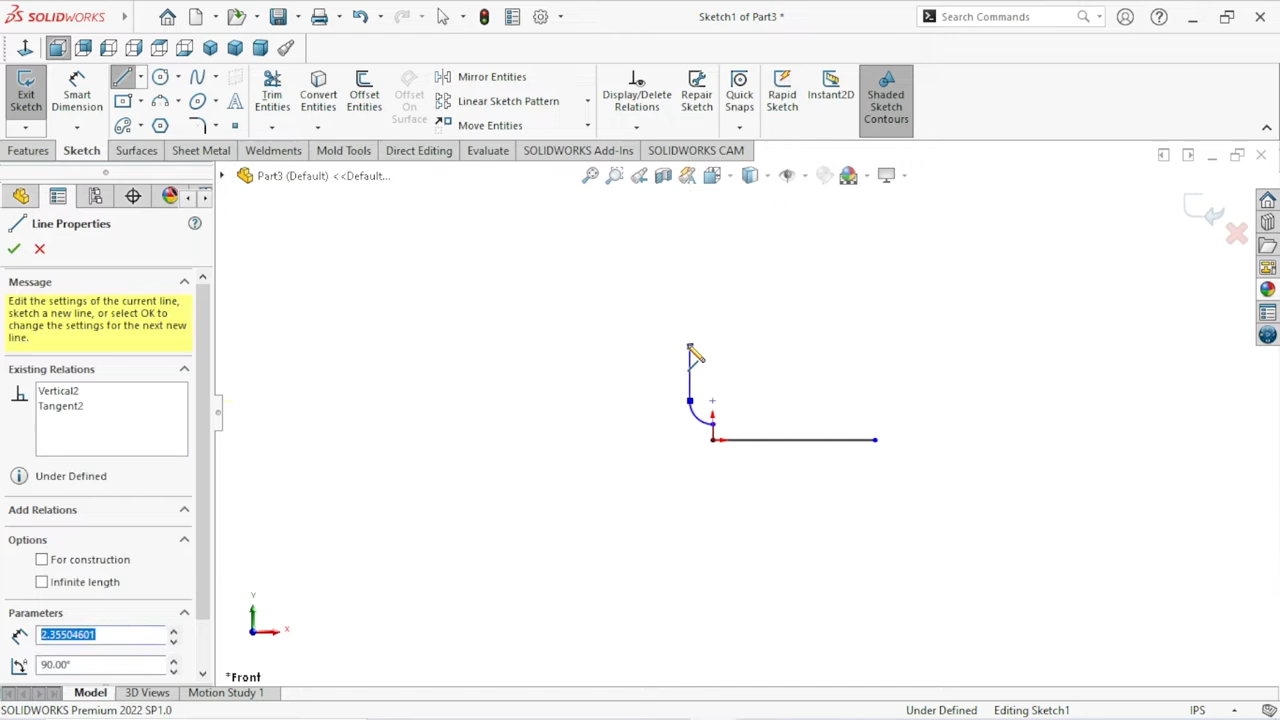 SOLIDWORKS
Sketch1 of Part3 *
Search Commands
Exit Sketch
Smart Dimension
Trim Entities
Convert Entities
Offset Entities
Offset On Surface
Mirror Entities
Linear Sketch Pattern
Move Entities
Display/Delete Relations
Repair Sketch
Quick Snaps
Rapid Sketch
Instant2D
Shaded Sketch Contours
Features
Sketch
Surfaces
Sheet Metal
Weldments
Mold Tools
Direct Editing
Evaluate
SOLIDWORKS Add-Ins
SOLIDWORKS CAM
Part3 (Default) <<Default...
Line Properties
Message
Edit the settings of the current line,
sketch a new line, or select OK to
change the settings for the next new
line.
Existing Relations
Vertical2
Tangent2
Under Defined
Add Relations
Options
For construction
Infinite length
Parameters
2.35504601
90.00°
Y
X
*Front
Model
3D Views
Motion Study 1
SOLIDWORKS Premium 2022 SP1.0
Under Defined
Editing Sketch1
IPS